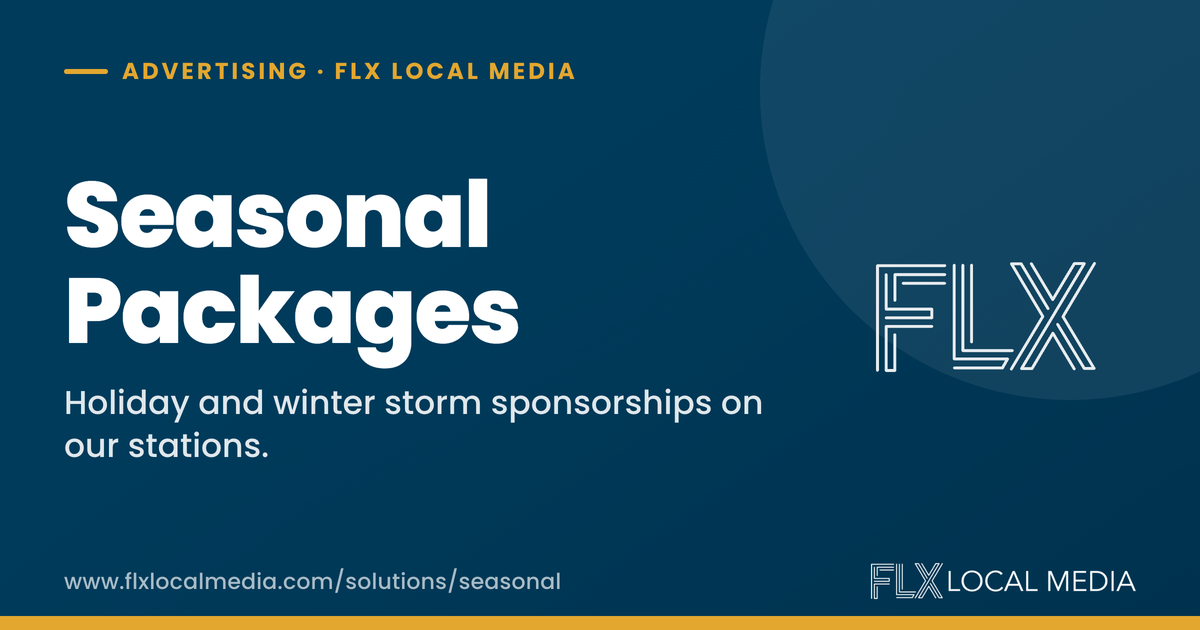 ADVERTISING · FLX LOCAL MEDIA
Seasonal
Packages
Holiday and winter storm sponsorships on
our stations.
FLX
www.flxlocalmedia.com/solutions/seasonal
FLX LOCAL MEDIA